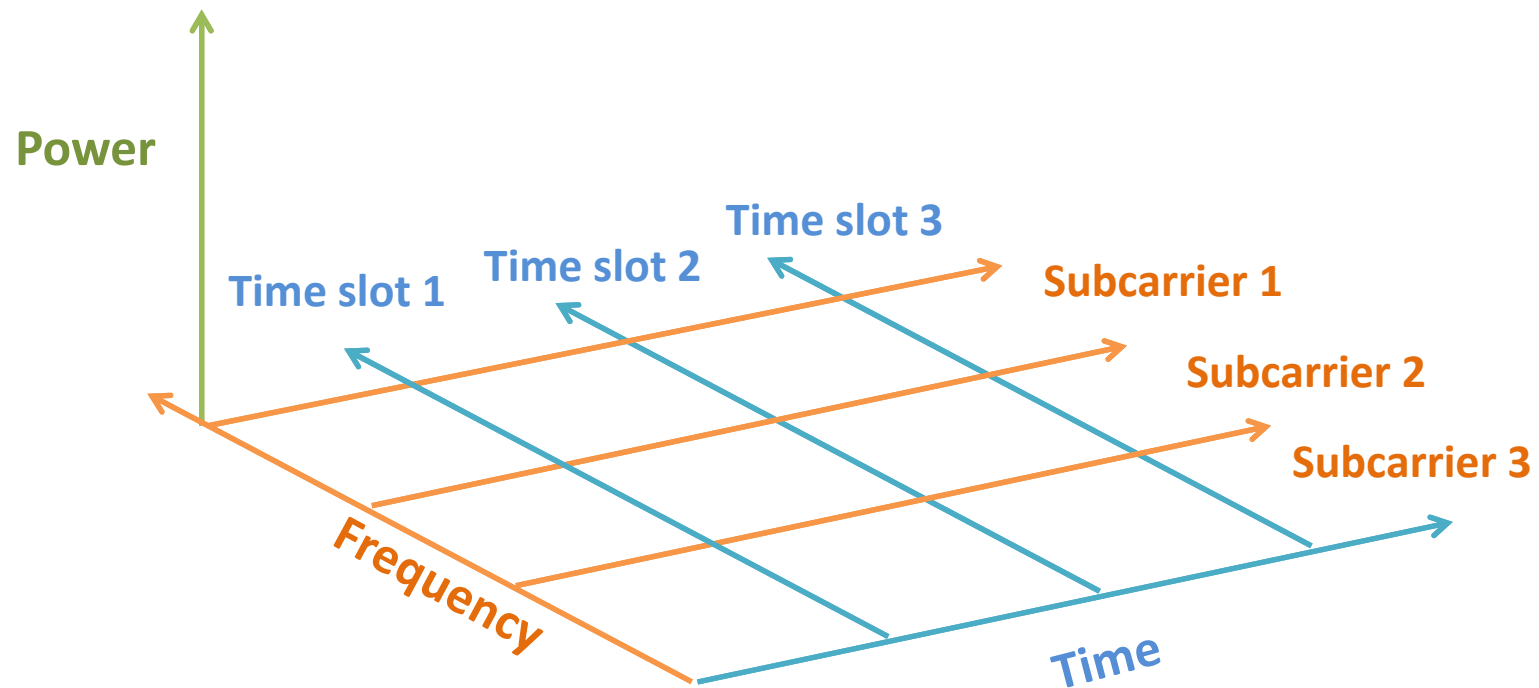 Power
Time slot 3
Time slot 2
Time slot 1
Subcarrier 1
Subcarrier 2
Subcarrier 3
Frequency
Time